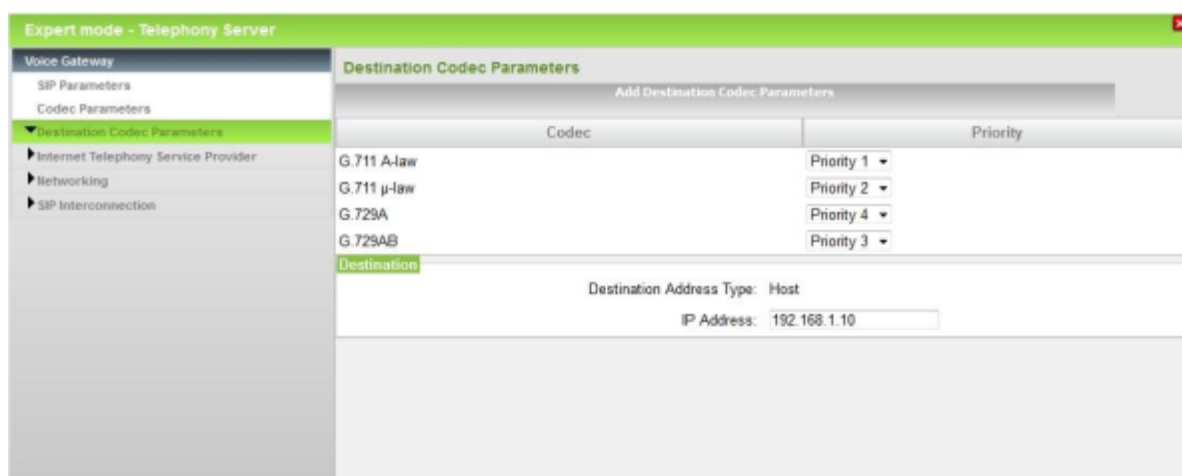 Expert mode - Telephony Server
Voice Gateway
SIP Parameters
Codec Parameters
Destination Codec Parameters
Internet Telephony Service Provider
Networking
SIP Interconnection
Destination Codec Parameters
Add Destination Codec Parameters
Codec Priority
G.711 A-law Priority 1
G.711 µ-law Priority 2
G.729A Priority 4
G.729AB Priority 3
Destination
Destination Address Type: Host
IP Address: 192.168.1.10